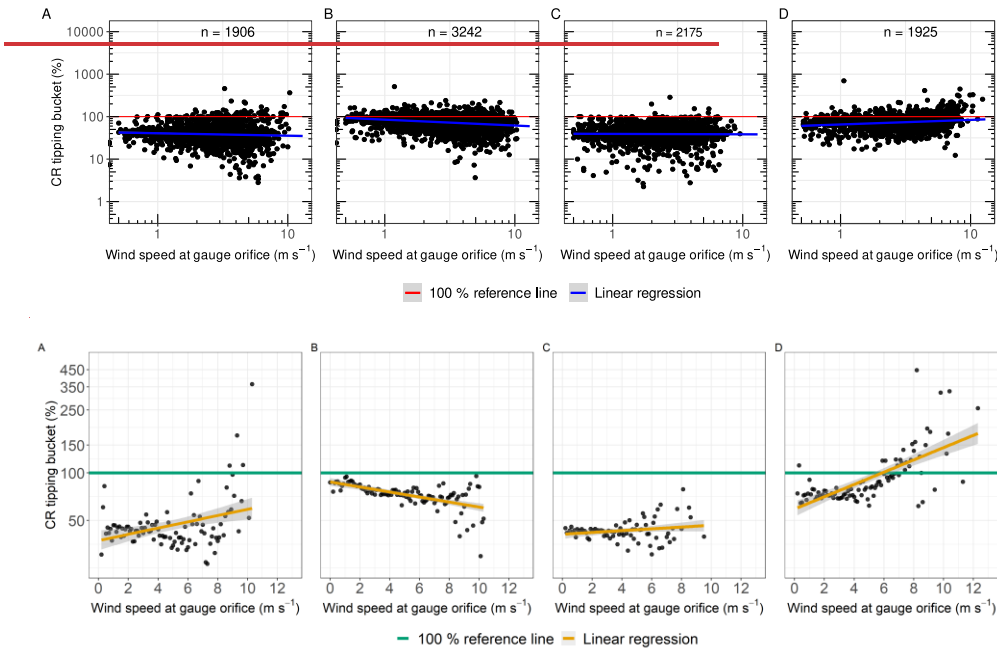 A B C D
n = 1906 n = 3242 n = 2175 n = 1925
CR tipping bucket (%)
10000
1000
100
10
1
1 10 1 10 1 10 1 10
Wind speed at gauge orifice (m s⁻¹) Wind speed at gauge orifice (m s⁻¹) Wind speed at gauge orifice (m s⁻¹) Wind speed at gauge orifice (m s⁻¹)
100 % reference line Linear regression
A B C D
CR tipping bucket (%)
450
350
250
150
100
50
0 2 4 6 8 10 12 0 2 4 6 8 10 12 0 2 4 6 8 10 12 0 2 4 6 8 10 12
Wind speed at gauge orifice (m s⁻¹) Wind speed at gauge orifice (m s⁻¹) Wind speed at gauge orifice (m s⁻¹) Wind speed at gauge orifice (m s⁻¹)
100 % reference line Linear regression